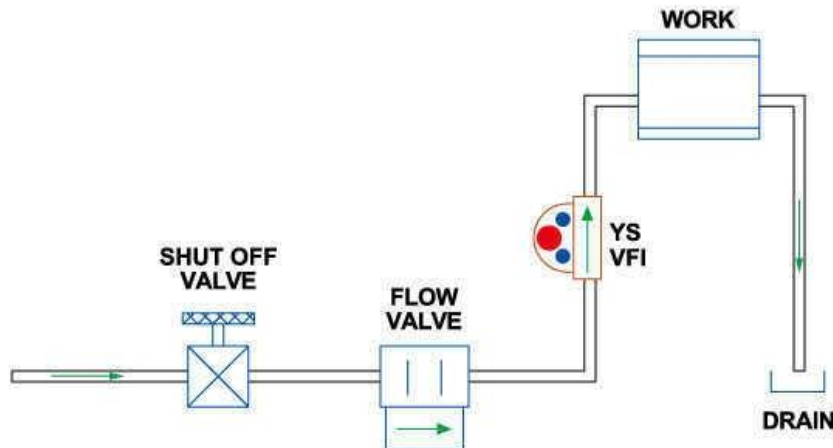 WORK
YS
VFI
SHUT OFF
VALVE
FLOW
VALVE
DRAIN